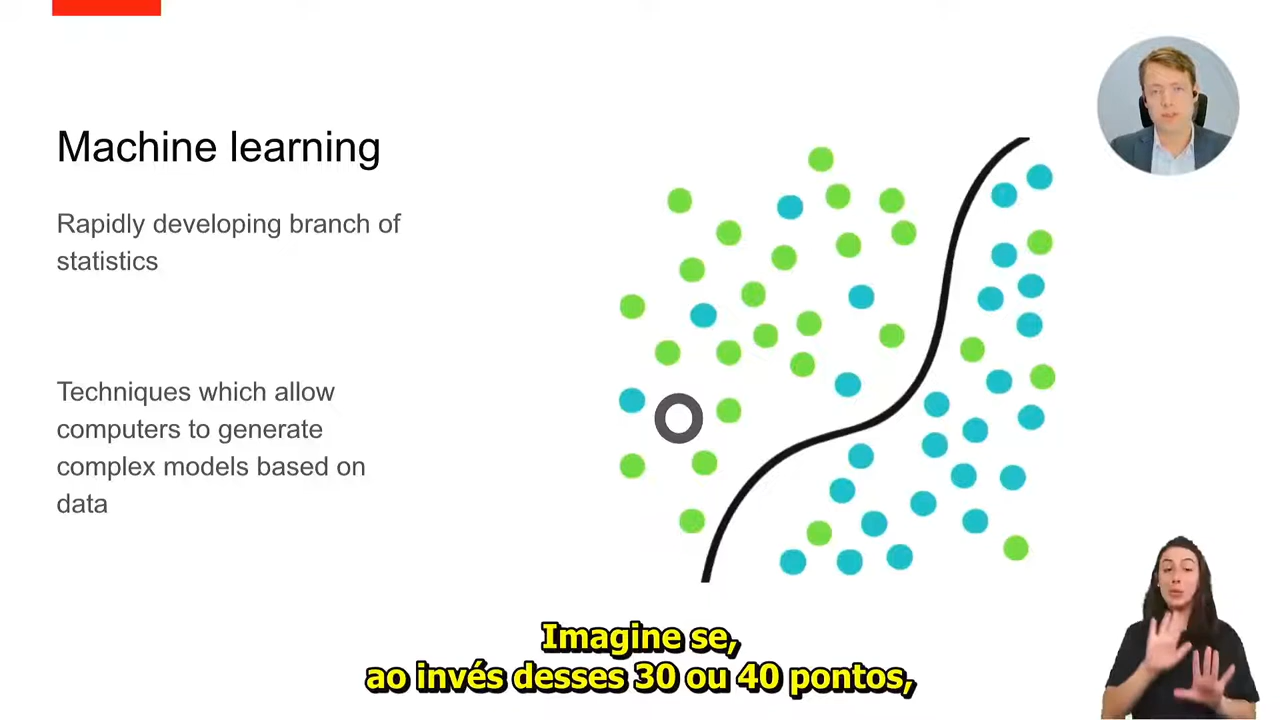 Machine learning
Rapidly developing branch of
statistics
Techniques which allow
computers to generate
complex models based on
data
Imagine se,
ao invés desses 30 ou 40 pontos,